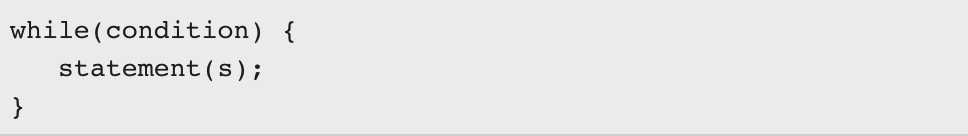 while(condition) {
   statement(s);
}